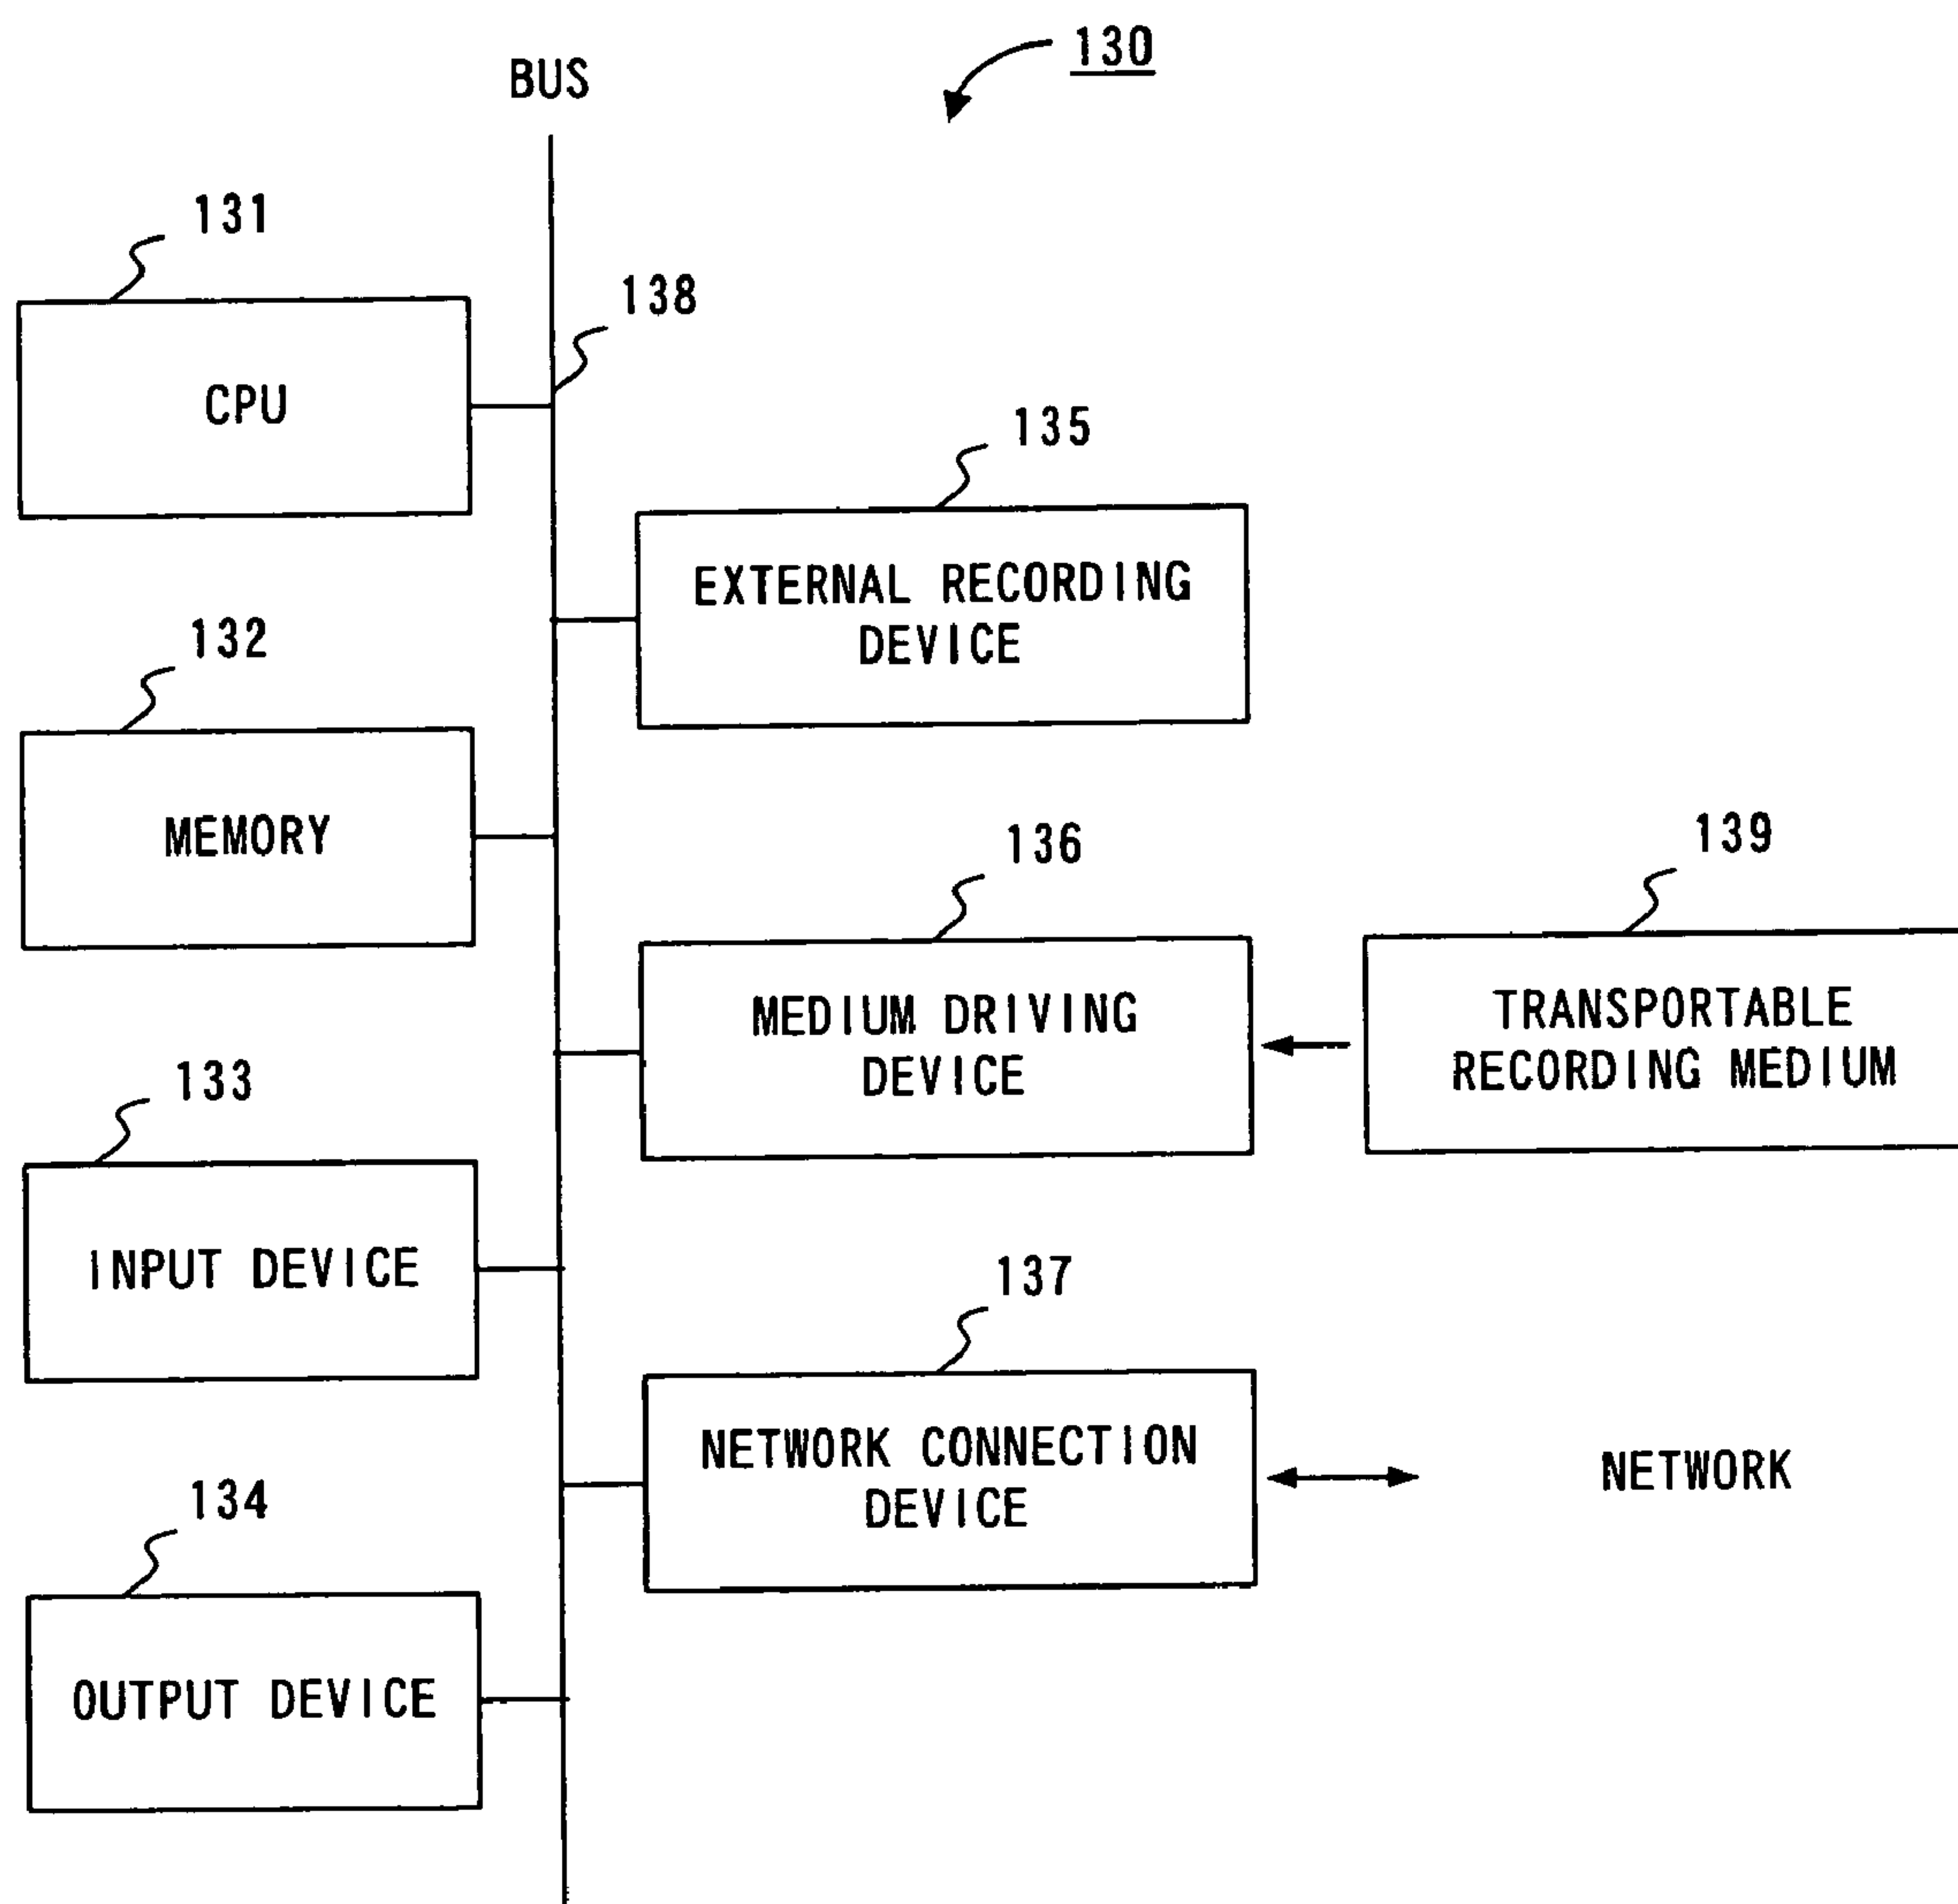 130
BUS
131
138
CPU
135
EXTERNAL RECORDING
DEVICE
132
MEMORY
136
139
MEDIUM DRIVING
DEVICE
TRANSPORTABLE
RECORDING MEDIUM
133
INPUT DEVICE
137
NETWORK CONNECTION
DEVICE
NETWORK
134
OUTPUT DEVICE